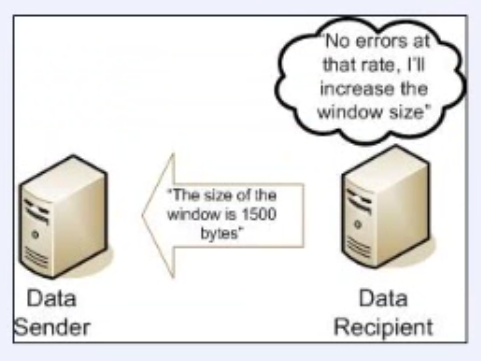 "No errors at
that rate, I'll
increase the
window size"
"The size of the
window is 1500
bytes"
Data
Sender
Data
Recipient